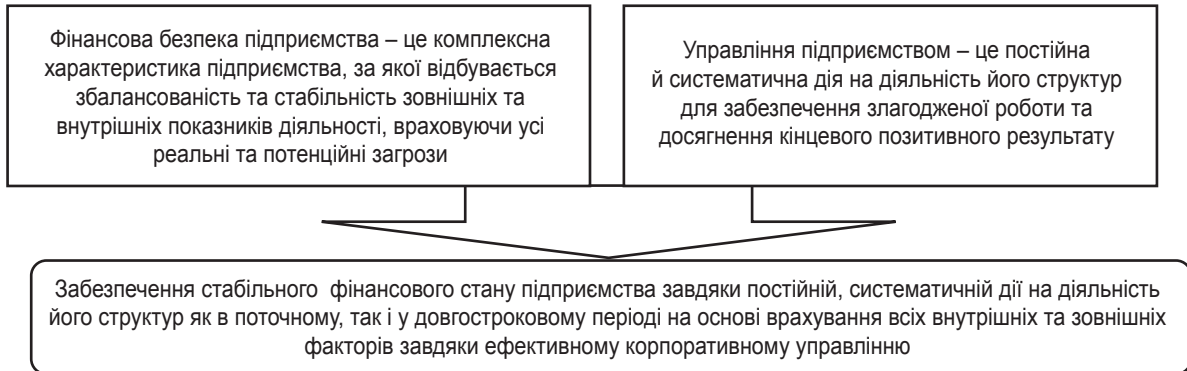 Фінансова безпека підприємства – це комплексна
характеристика підприємства, за якої відбувається
збалансованість та стабільність зовнішніх та
внутрішніх показників діяльності, враховуючи усі
реальні та потенційні загрози
Управління підприємством – це постійна
й систематична дія на діяльність його структур
для забезпечення злагодженої роботи та
досягнення кінцевого позитивного результату
Забезпечення стабільного фінансового стану підприємства завдяки постійній, систематичній дії на діяльність
його структур як в поточному, так і у довгостроковому періоді на основі врахування всіх внутрішніх та зовнішніх
факторів завдяки ефективному корпоративному управлінню